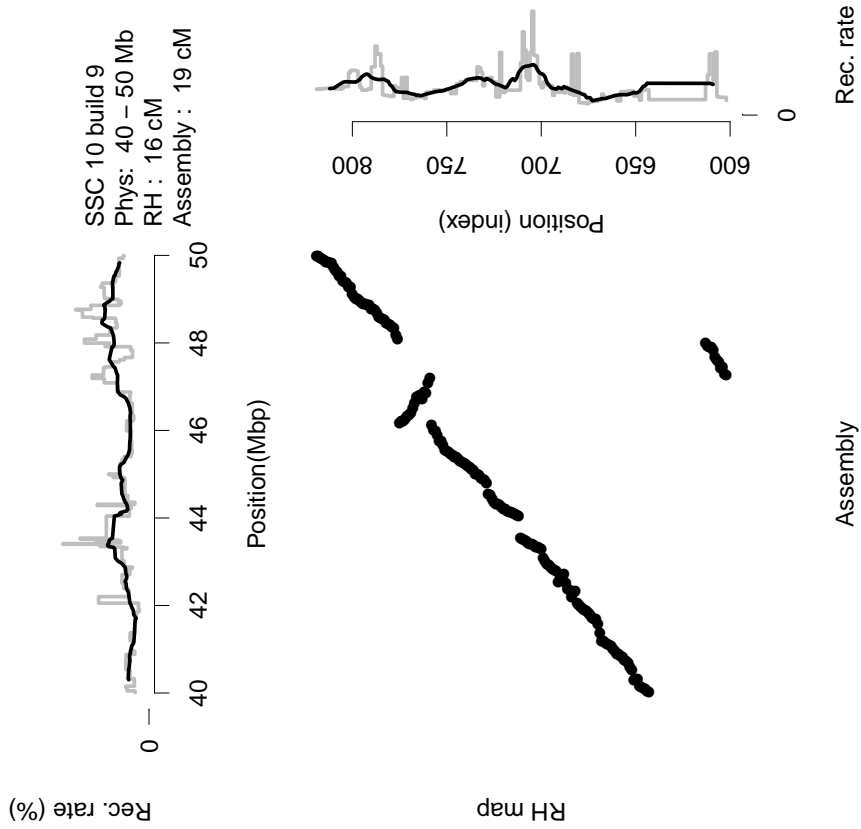 SSC 10 build 9
Phys: 40 – 50 Mb
RH : 16 cM
Assembly : 19 cM
Rec. rate (%)
0
40 42 44 46 48 50
Position(Mbp)
RH map
Assembly
Position (index)
600 650 700 750 800
0
Rec. rate